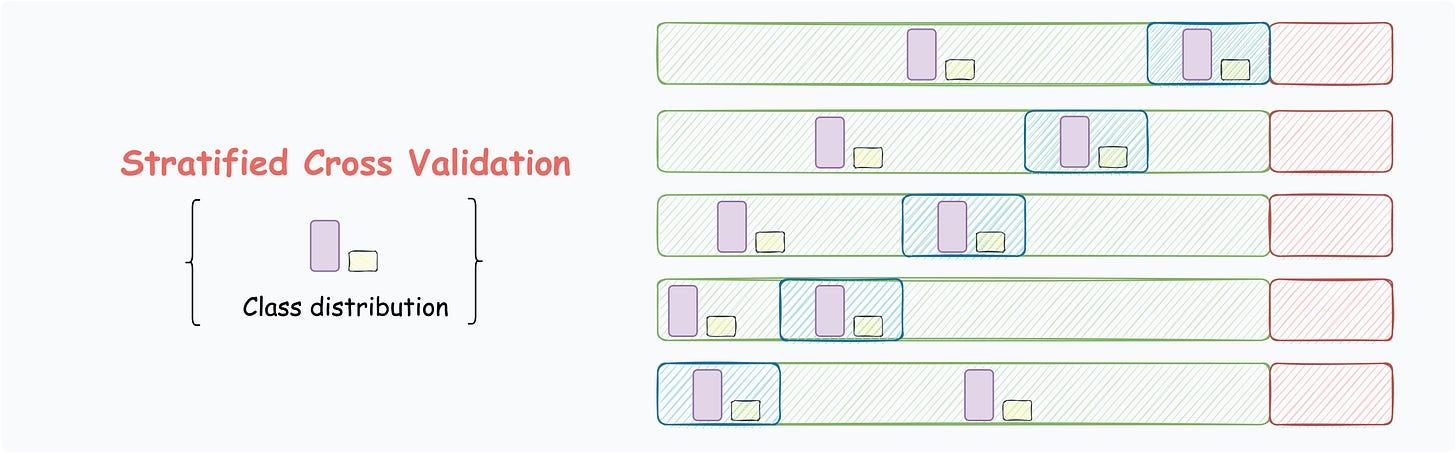 Stratified Cross Validation
Class distribution